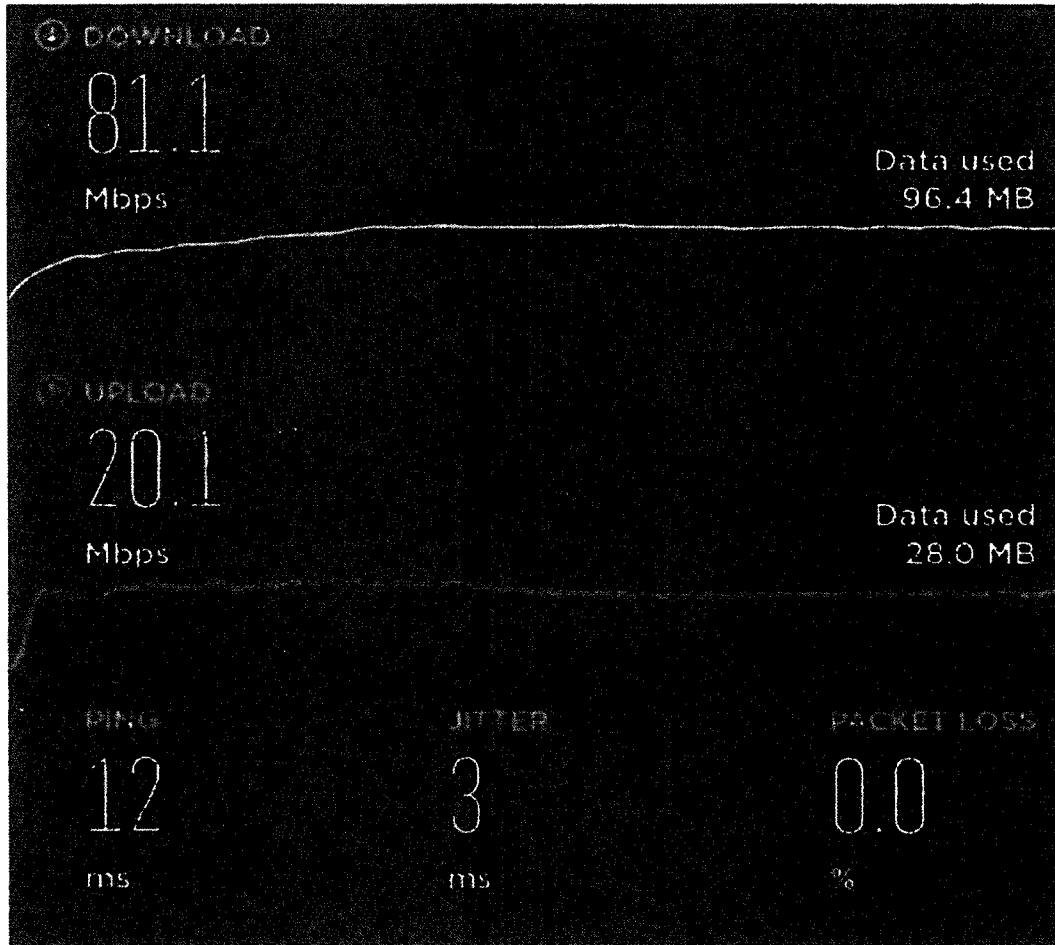 DOWNLOAD
81.1
Mbps
Data used
96.4 MB
UPLOAD
20.1
Mbps
Data used
28.0 MB
PING JITTER PACKET LOSS
12 3 0.0
ms ms %